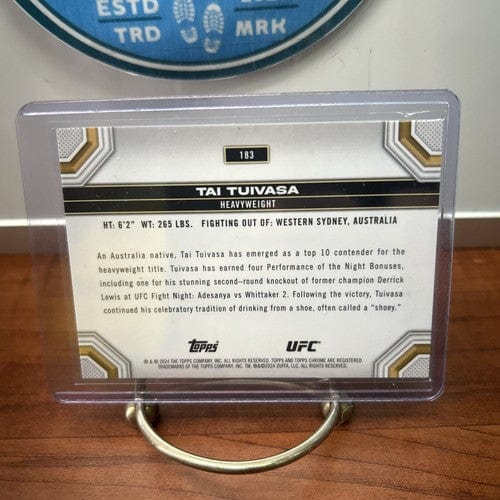 ESTD
TRD
MRK
183
TAI TUIVASA
HEAVYWEIGHT
HT: 6'2" WT: 265 LBS. FIGHTING OUT OF: WESTERN SYDNEY, AUSTRALIA
An Australia native, Tai Tuivasa has emerged as a top 10 contender for the
heavyweight title. Tuivasa has earned four Performance of the Night Bonuses,
including one for his stunning second-round knockout of former champion Derrick
Lewis at UFC Fight Night: Adesanya vs Whittaker 2. Following the victory, Tuivasa
continued his celebratory tradition of drinking from a shoe, often called a "shoey."
Topps UFC
® & © 2024 THE TOPPS COMPANY, INC. ALL RIGHTS RESERVED. TOPPS AND TOPPS CHROME ARE REGISTERED
TRADEMARKS OF THE TOPPS COMPANY, INC. TM, ®&©2024 ZUFFA, LLC. ALL RIGHTS RESERVED.